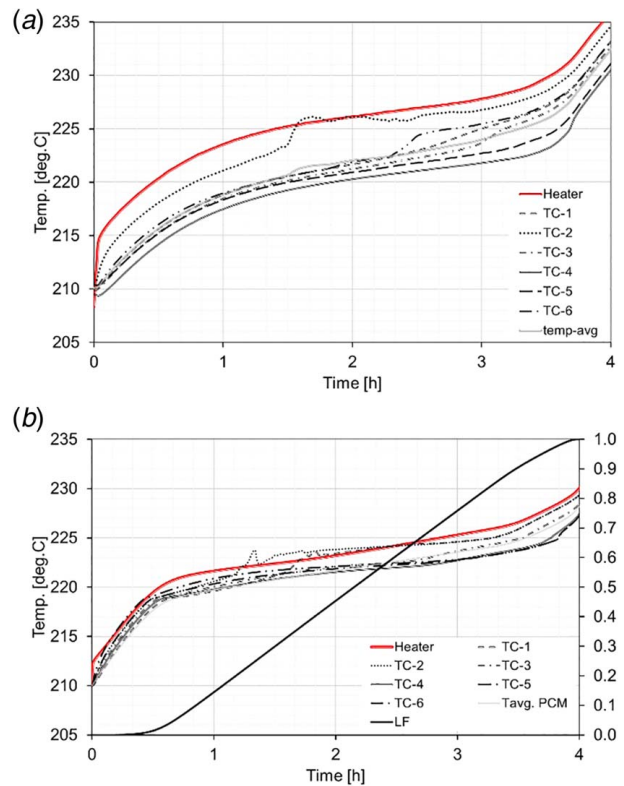 (a)
235
230
225
220
215
210
205
Temp. [deg.C]
Heater
TC-1
TC-2
TC-3
TC-4
TC-5
TC-6
temp-avg
0 1 2 3 4
Time [h]
(b)
235
230
225
220
215
210
205
Temp. [deg.C]
1.0
0.9
0.8
0.7
0.6
0.5
0.4
0.3
0.2
0.1
0.0
Heater TC-1
TC-2 TC-3
TC-4 TC-5
TC-6 Tavg. PCM
LF
0 1 2 3 4
Time [h]